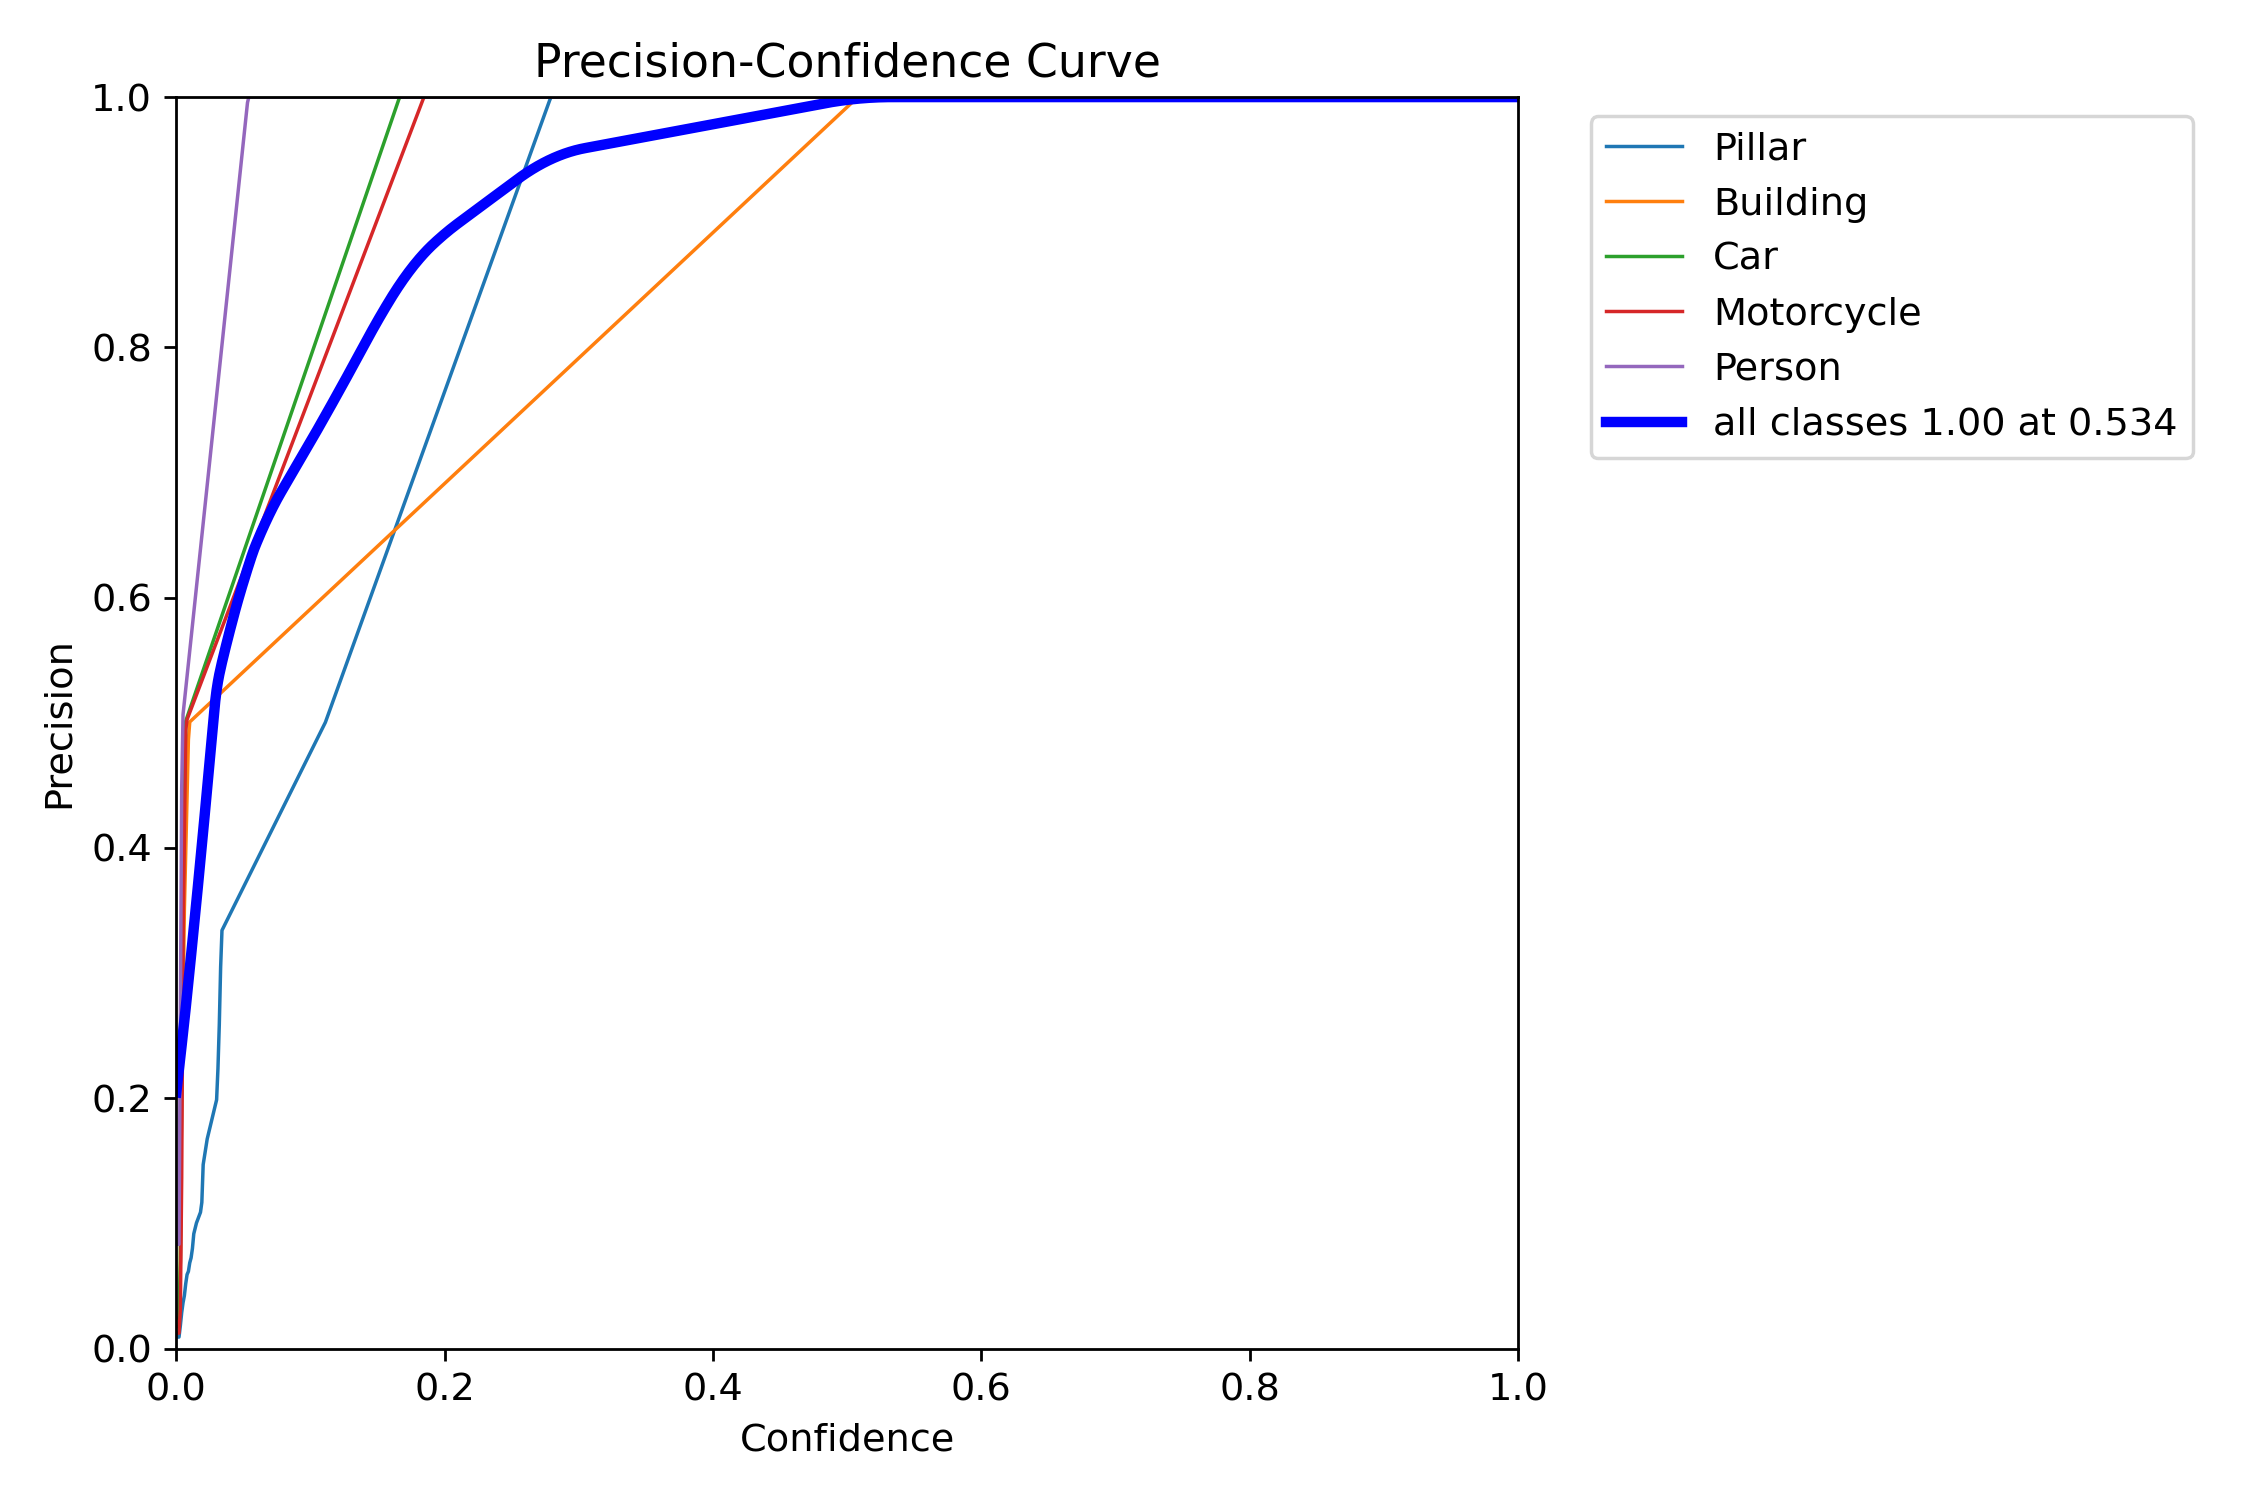 Precision-Confidence Curve
1.0
0.8
0.6
0.4
0.2
0.0
Precision
0.0 0.2 0.4 0.6 0.8 1.0
Confidence
Pillar
Building
Car
Motorcycle
Person
all classes 1.00 at 0.534